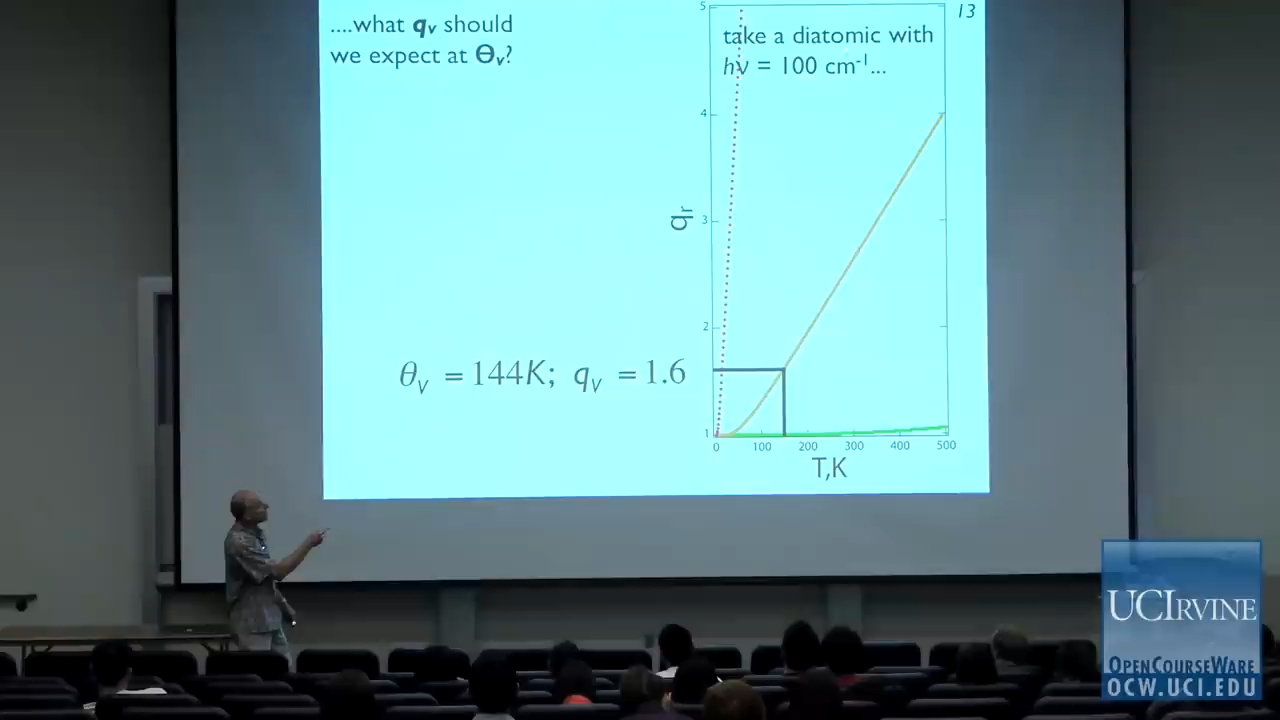 ....what qv should
we expect at Θv?
13
take a diatomic with
hν = 100 cm-1...
θV = 144K; qV = 1.6
qr
5
4
3
2
1
0 100 200 300 400 500
T,K
UCIRVINE
OPENCOURSEWARE
OCW.UCI.EDU